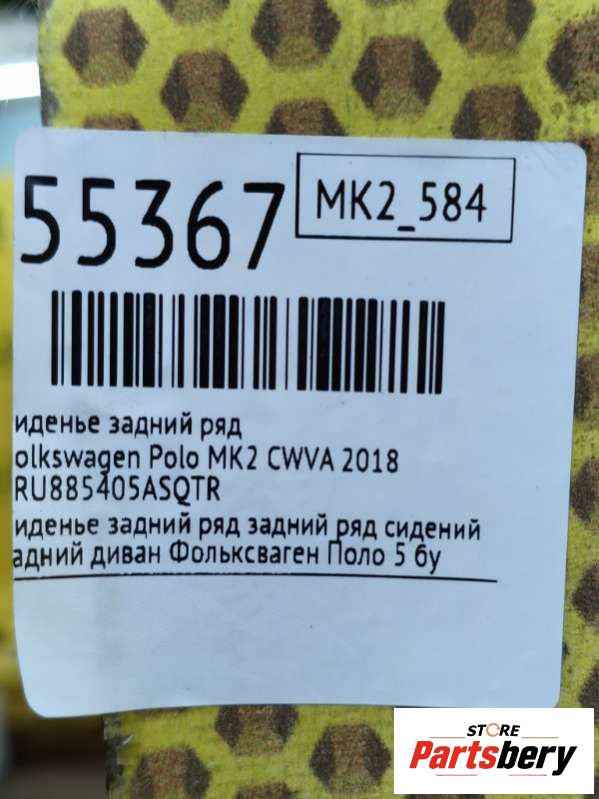 55367
MK2_584
иденье задний ряд
olkswagen Polo MK2 CWVA 2018
RU885405ASQTR
иденье задний ряд задний ряд сидений
адний диван Фольксваген Поло 5 бу
STORE
Partsbery